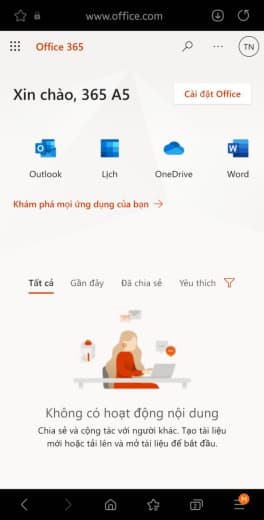 www.office.com
Office 365
TN
Xin chào, 365 A5
Cài đặt Office
Outlook
Lịch
OneDrive
Word
Khám phá mọi ứng dụng của bạn →
Tất cả
Gần đây
Đã chia sẻ
Yêu thích
Không có hoạt động nội dung
Chia sẻ và cộng tác với người khác. Tạo tài liệu
mới hoặc tải lên và mở tài liệu để bắt đầu.